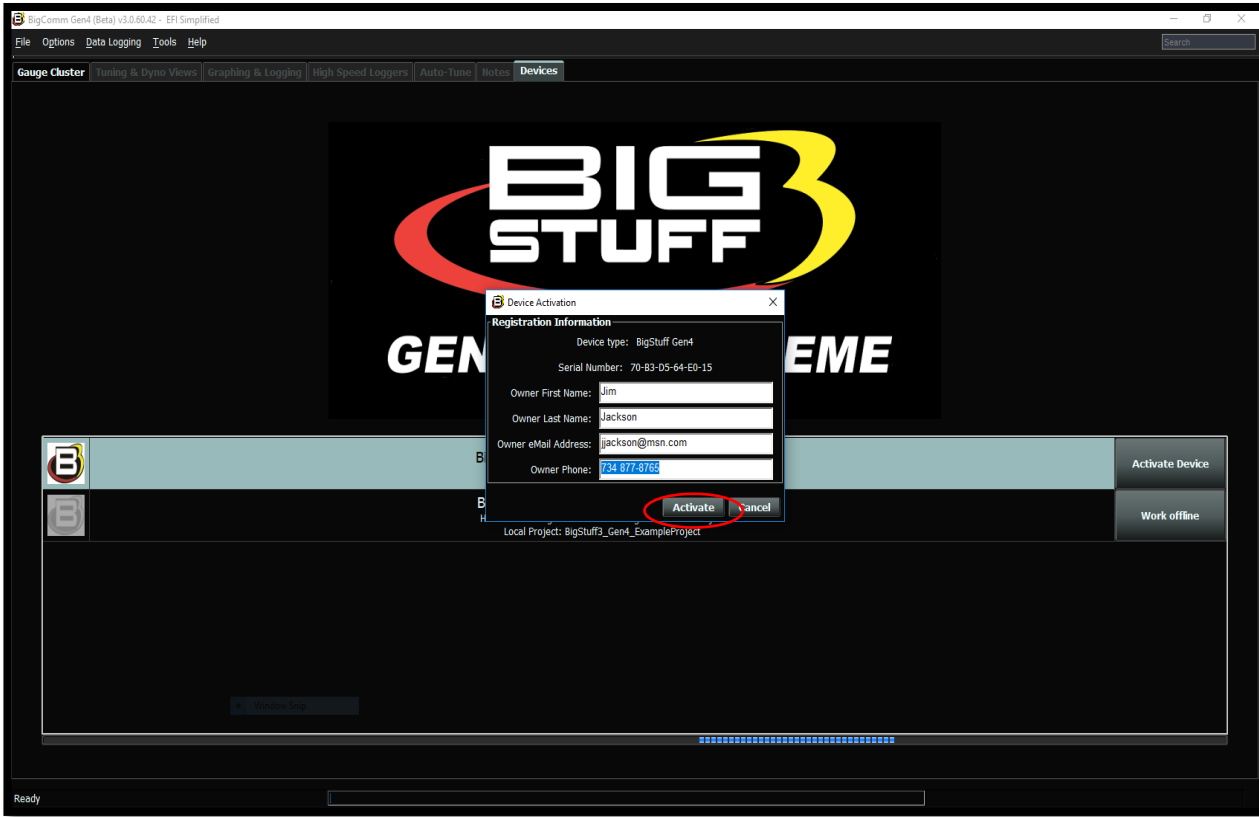 BigComm Gen4 (Beta) v3.0.60.42 - EFI Simplified
File Options Data Logging Tools Help
Search
Gauge Cluster Tuning & Dyno Views Graphing & Logging High Speed Loggers Auto-Tune Notes Devices
BIG 3
STUFF
GEN EME
Device Activation
Registration Information
Device type: BigStuff Gen4
Serial Number: 70-B3-D5-64-E0-15
Owner First Name: Jim
Owner Last Name: Jackson
Owner eMail Address: jjackson@msn.com
Owner Phone: 734 877-8765
Activate Cancel
Activate Device
Work offline
Local Project: BigStuff3_Gen4_ExampleProject
Window Snip
Ready